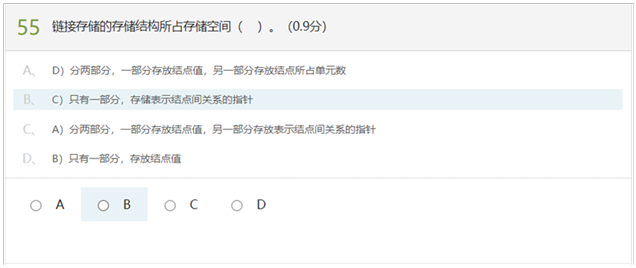 55 链接存储的存储结构所占存储空间（ ）。（0.9分）
A、 D）分两部分，一部分存放结点值，另一部分存放结点所占单元数
B、 C）只有一部分，存储表示结点间关系的指针
C、 A）分两部分，一部分存放结点值，另一部分存放表示结点间关系的指针
D、 B）只有一部分，存放结点值
A B C D